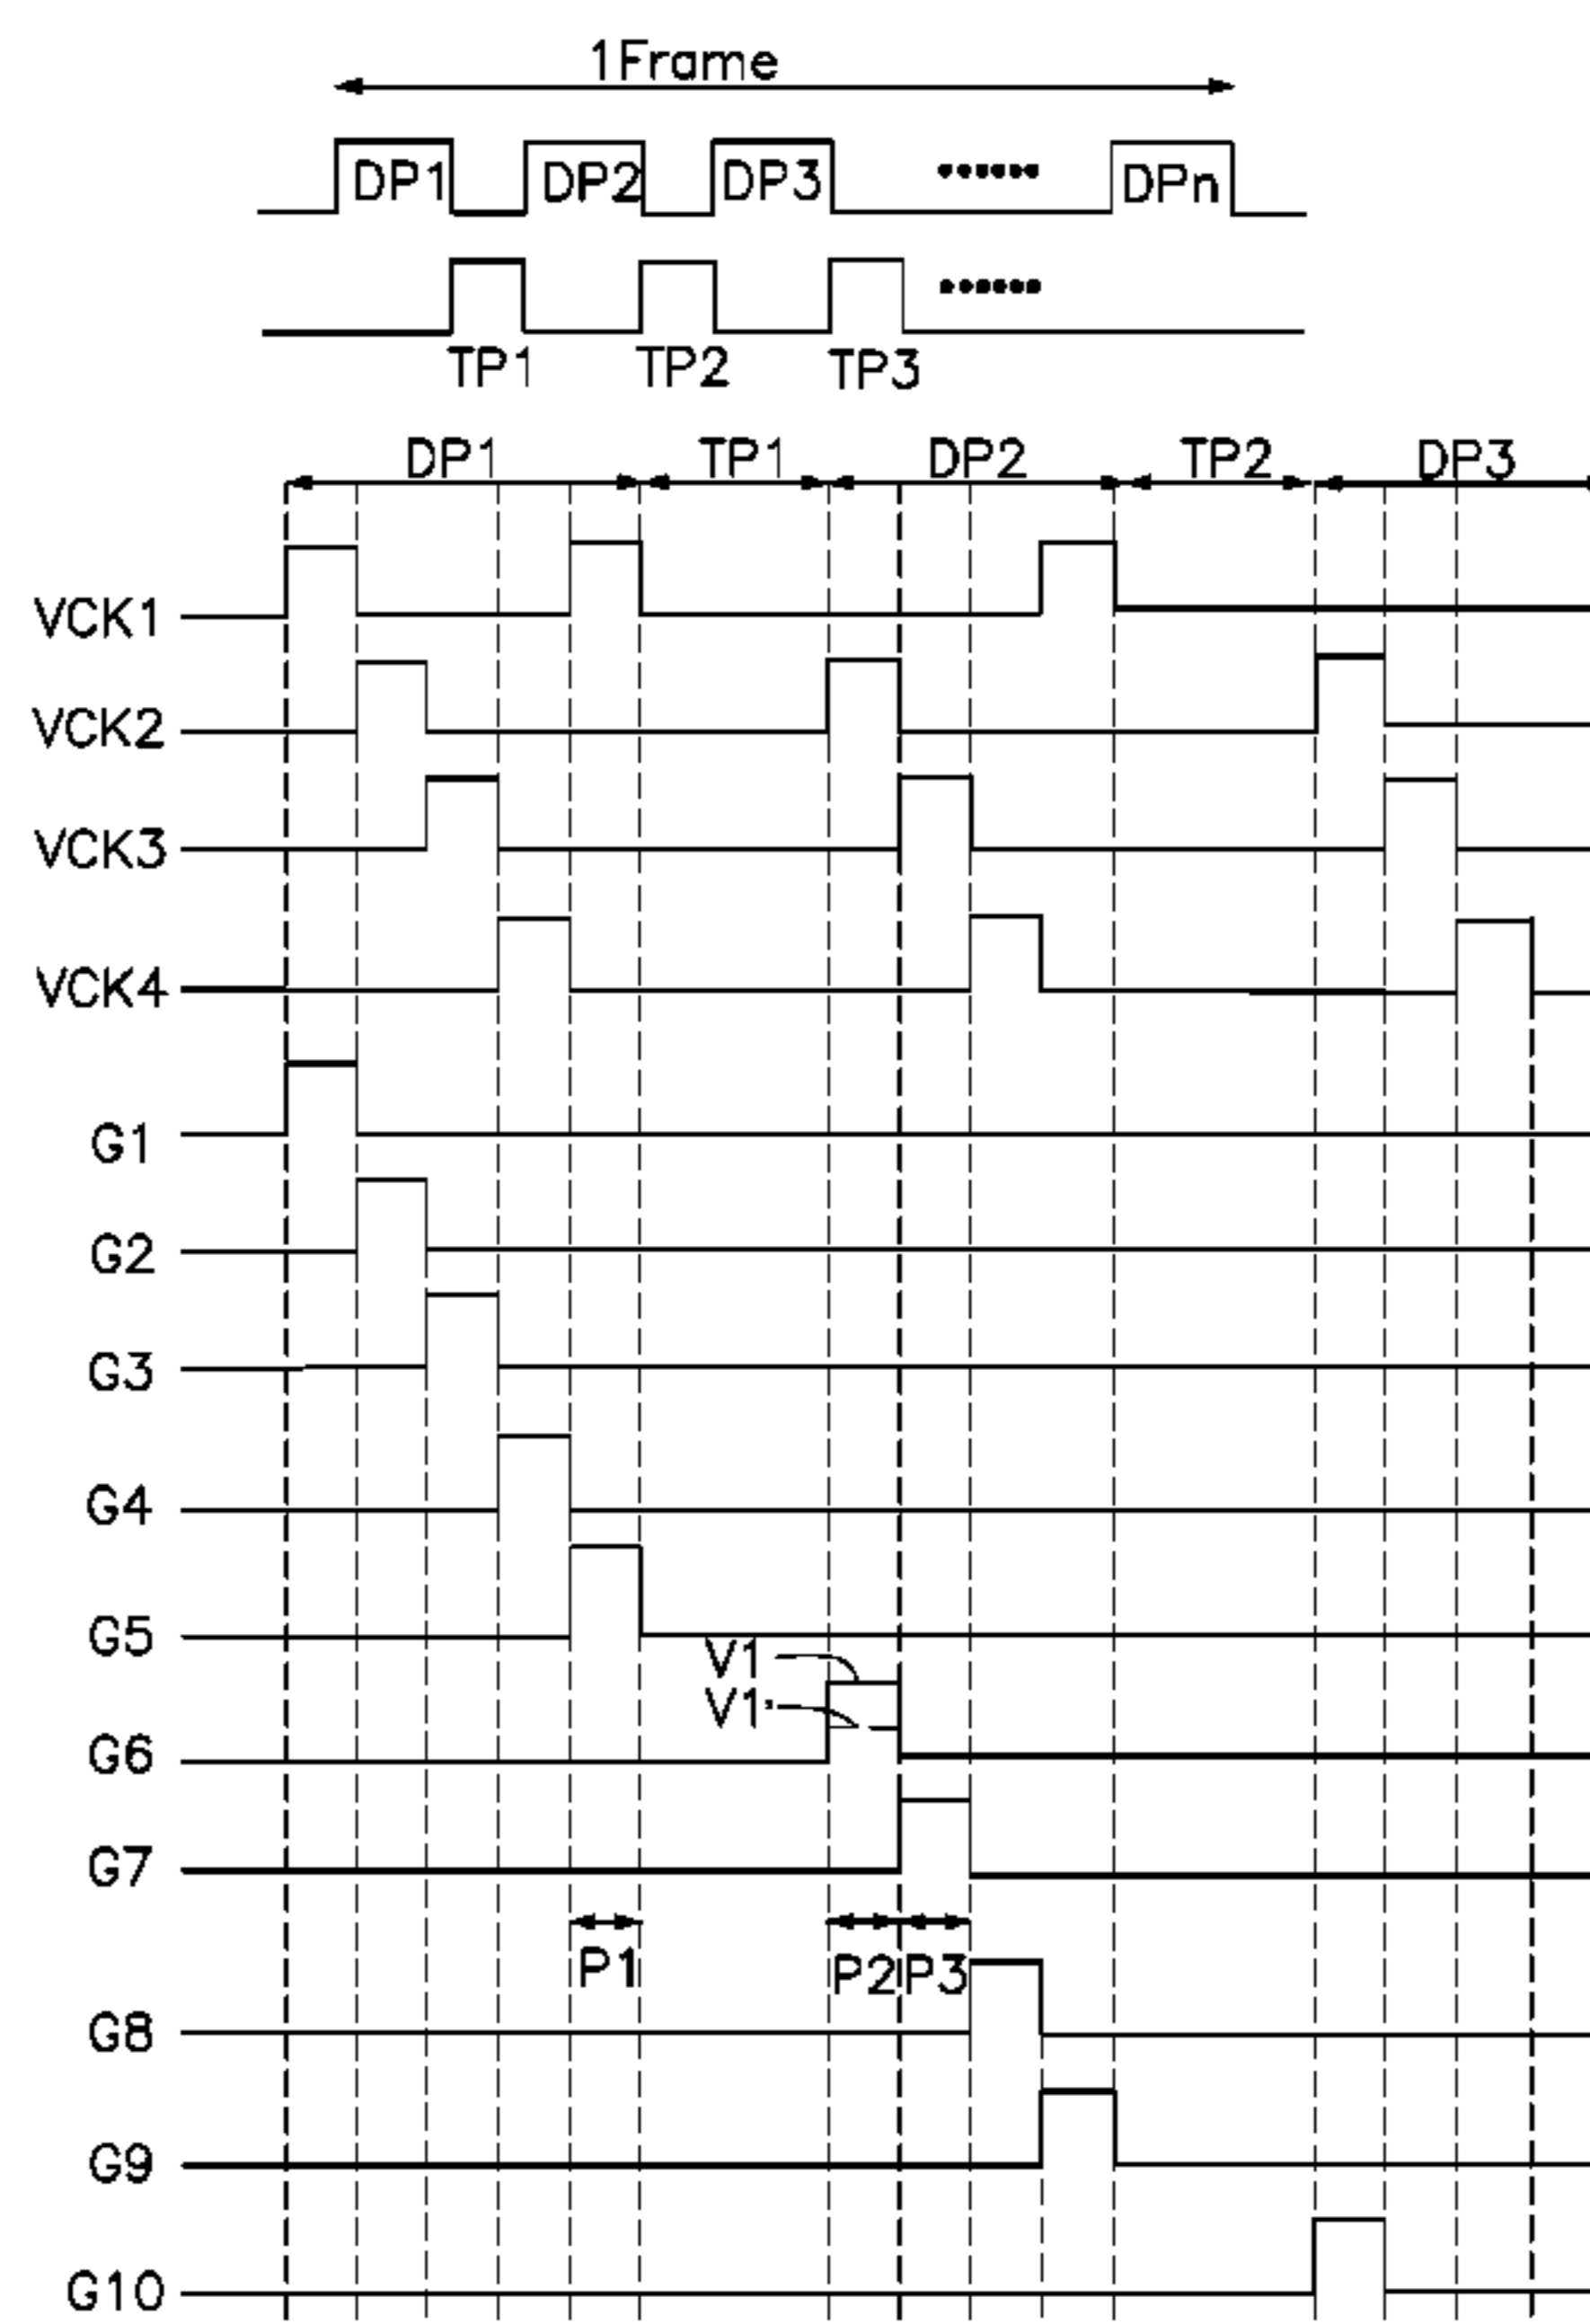 1Frame
DP1 DP2 DP3 DPn
TP1 TP2 TP3
DP1 TP1 DP2 TP2 DP3
VCK1
VCK2
VCK3
VCK4
G1
G2
G3
G4
G5
V1
V1'
G6
G7
P1 P2 P3
G8
G9
G10